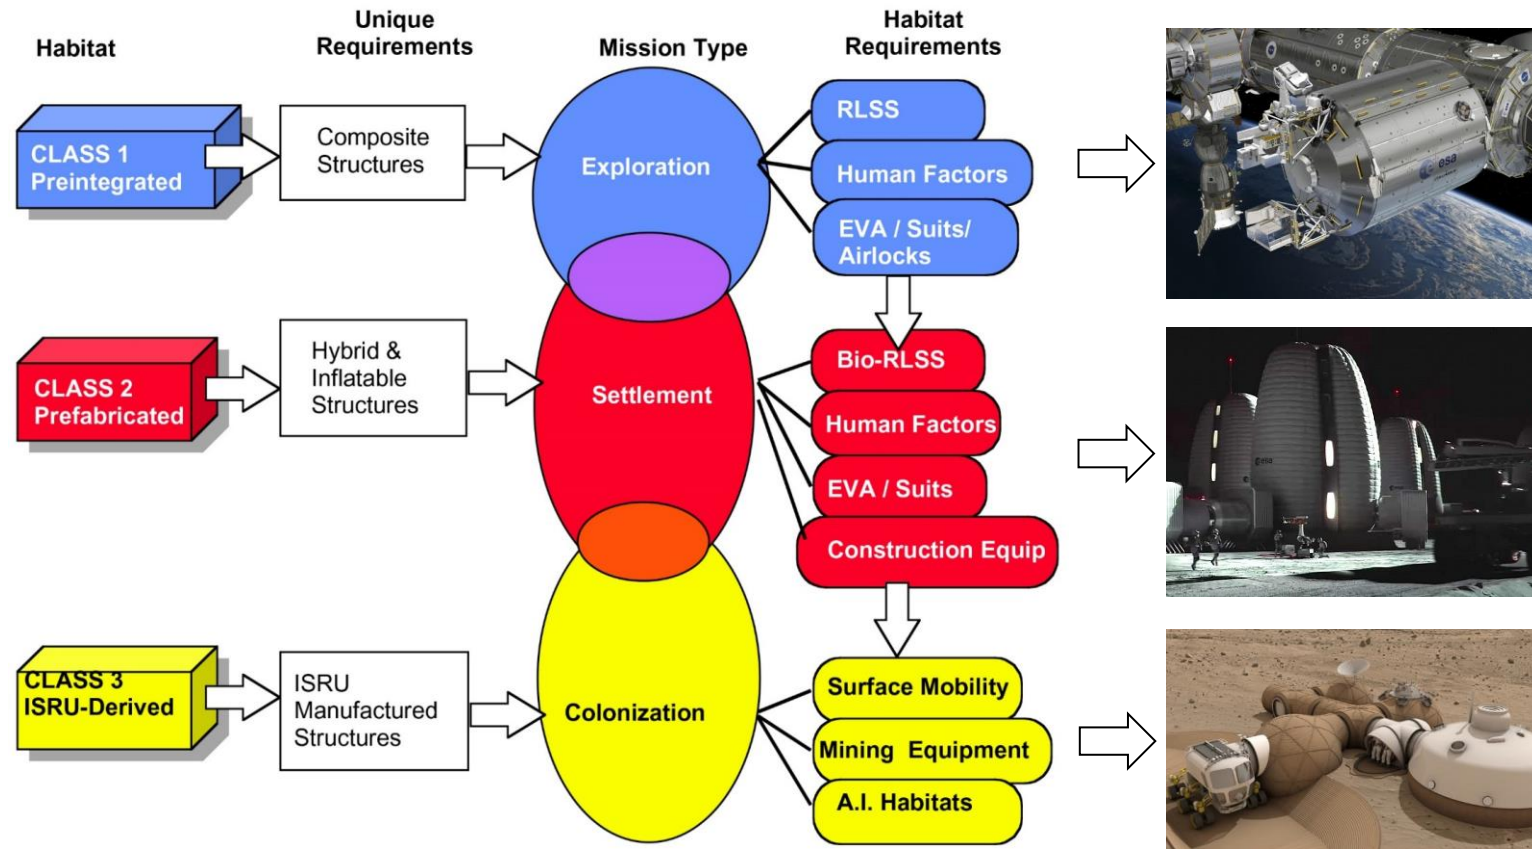 Habitat
Unique
Requirements
Mission Type
Habitat
Requirements
CLASS 1
Preintegrated
Composite
Structures
Exploration
RLSS
Human Factors
EVA / Suits/
Airlocks
esa
CLASS 2
Prefabricated
Hybrid &
Inflatable
Structures
Settlement
Bio-RLSS
Human Factors
EVA / Suits
Construction Equip
esa
CLASS 3
ISRU-Derived
ISRU
Manufactured
Structures
Colonization
Surface Mobility
Mining Equipment
A.I. Habitats